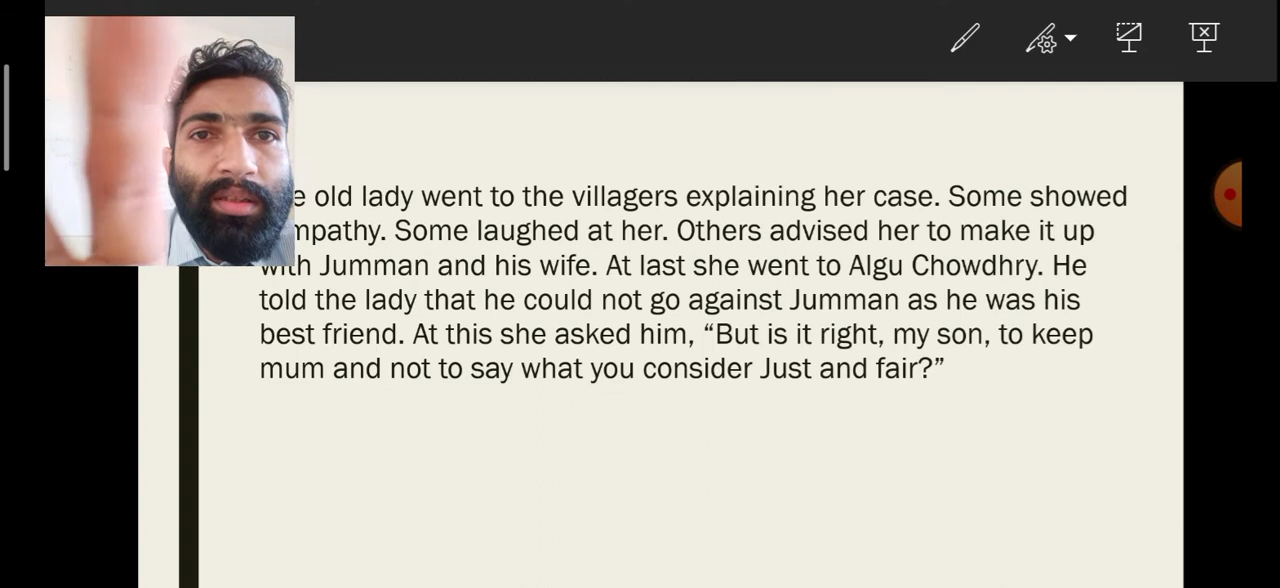 old lady went to the villagers explaining her case. Some showed
Some laughed at her. Others advised her to make it up
with Jumman and his wife. At last she went to Algu Chowdhry. He
told the lady that he could not go against Jumman as he was his
best friend. At this she asked him, “But is it right, my son, to keep
mum and not to say what you consider Just and fair?”